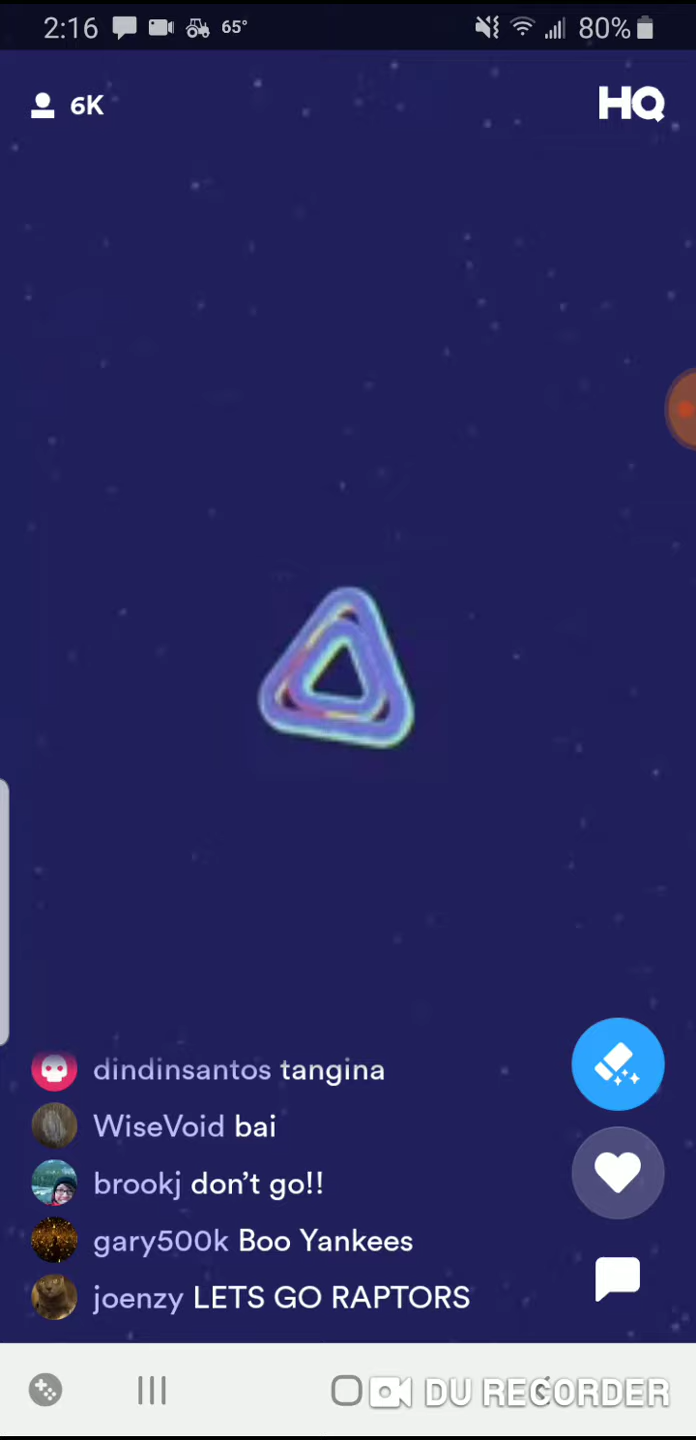 2:16 65° 80%
6K HQ
dindinsantos tangina
WiseVoid bai
brookj don’t go!!
gary500k Boo Yankees
joenzy LETS GO RAPTORS
DU RECORDER